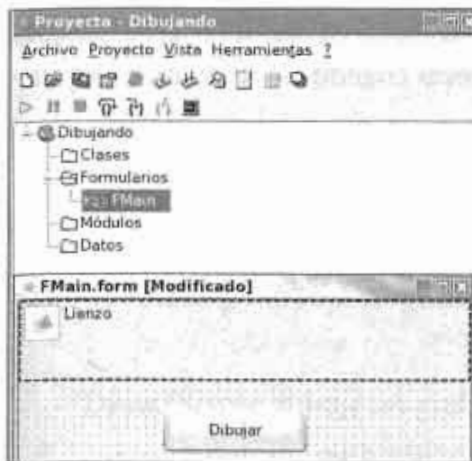 Proyecto - Dibujando
Archivo Proyecto Vista Herramientas ?
Dibujando
Clases
Formularios
FMain
Módulos
Datos
FMain.form [Modificado]
Lienzo
Dibujar